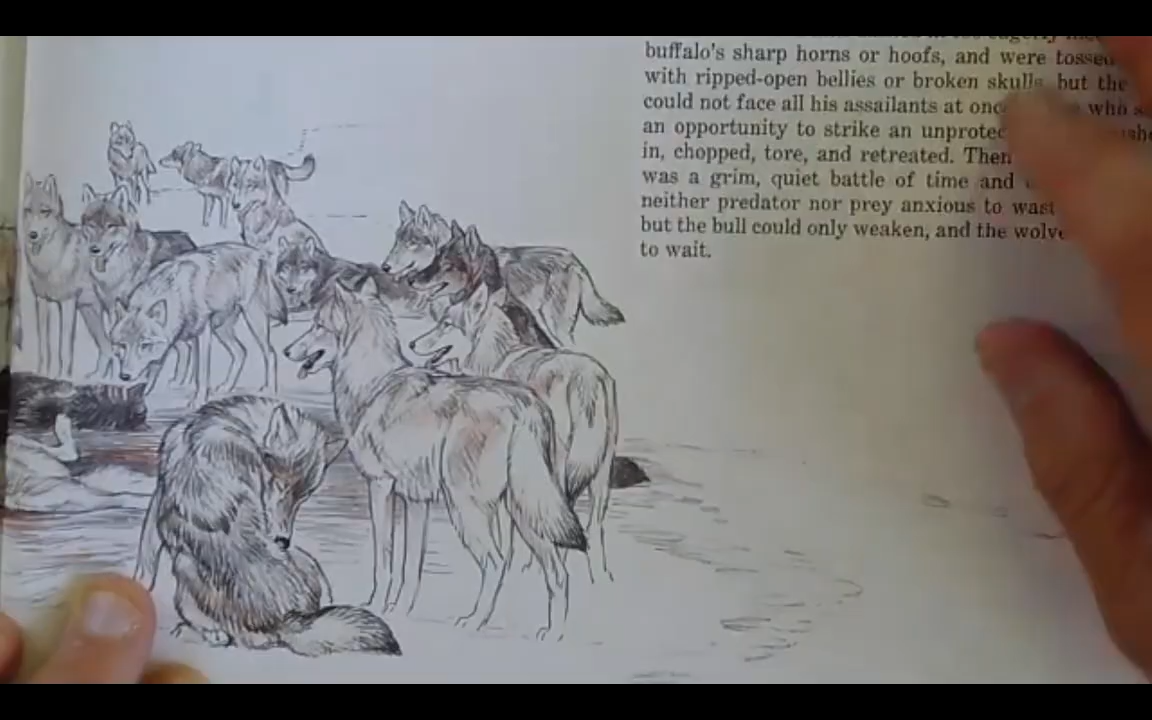 buffalo's sharp horns or hoofs, and were tossed
with ripped-open bellies or broken skulls, but the
could not face all his assailants at once who
an opportunity to strike an
in, chopped, tore, and retreated. Then
was a grim, quiet battle of time and
neither predator nor prey anxious to
but the bull could only weaken, and the
to wait.